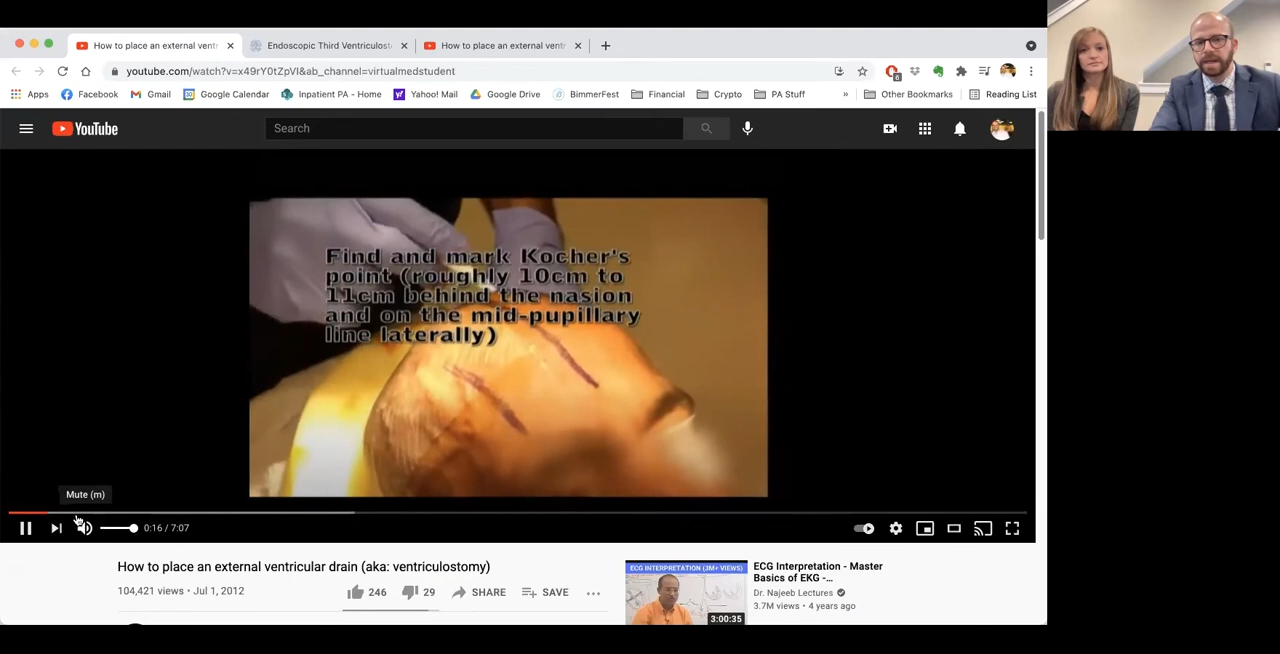 How to place an external ventr
Endoscopic Third Ventriculost
How to place an external ventr
youtube.com/watch?v=x49rY0tZpVI&ab_channel=virtualmedstudent
6
Apps
Facebook
Gmail
Google Calendar
Inpatient PA - Home
Yahoo! Mail
Google Drive
BimmerFest
Financial
Crypto
PA Stuff
»
Other Bookmarks
Reading List
YouTube
Search
Find and mark Kocher's
point (roughly 10cm to
11cm behind the nasion
and on the mid-pupillary
line laterally)
Mute (m)
0:16 / 7:07
How to place an external ventricular drain (aka: ventriculostomy)
104,421 views • Jul 1, 2012
246
29
SHARE
SAVE
ECG INTERPRETATION (3M+ VIEWS)
3:00:35
ECG Interpretation - Master
Basics of EKG -...
Dr. Najeeb Lectures
3.7M views • 4 years ago